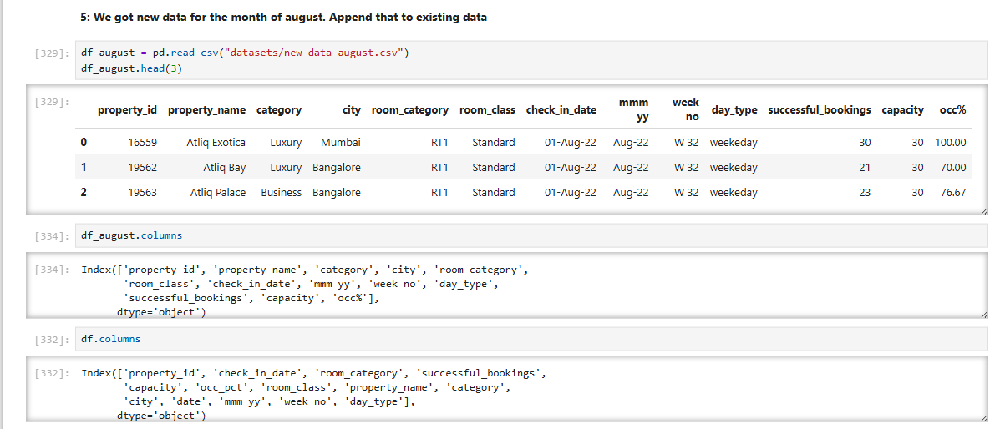 5: We got new data for the month of august. Append that to existing data
[329]: df_august = pd.read_csv("datasets/new_data_august.csv")
df_august.head(3)
[329]:
property_id property_name category city room_category room_class check_in_date mmm yy week no day_type successful_bookings capacity occ%
0 16559 Atliq Exotica Luxury Mumbai RT1 Standard 01-Aug-22 Aug-22 W 32 weekeday 30 30 100.00
1 19562 Atliq Bay Luxury Bangalore RT1 Standard 01-Aug-22 Aug-22 W 32 weekeday 21 30 70.00
2 19563 Atliq Palace Business Bangalore RT1 Standard 01-Aug-22 Aug-22 W 32 weekeday 23 30 76.67
[334]: df_august.columns
[334]: Index(['property_id', 'property_name', 'category', 'city', 'room_category',
'room_class', 'check_in_date', 'mmm yy', 'week no', 'day_type',
'successful_bookings', 'capacity', 'occ%'],
dtype='object')
[332]: df.columns
[332]: Index(['property_id', 'check_in_date', 'room_category', 'successful_bookings',
'capacity', 'occ_pct', 'room_class', 'property_name', 'category',
'city', 'date', 'mmm yy', 'week no', 'day_type'],
dtype='object')